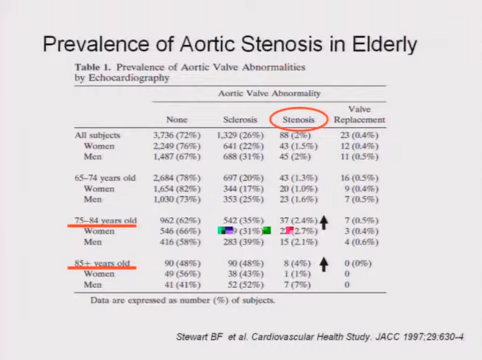 Prevalence of Aortic Stenosis in Elderly
Table 1. Prevalence of Aortic Valve Abnormalities
by Echocardiography
Aortic Valve Abnormality
Valve
None Sclerosis Stenosis Replacement
All subjects 3,736 (72%) 1,329 (26%) 88 (2%) 23 (0.4%)
Women 2,249 (76%) 641 (22%) 43 (1.5%) 12 (0.4%)
Men 1,487 (67%) 688 (31%) 45 (2%) 11 (0.5%)
65-74 years old 2,684 (78%) 697 (20%) 43 (1.3%) 16 (0.5%)
Women 1,654 (82%) 344 (17%) 20 (1.0%) 9 (0.4%)
Men 1,030 (73%) 353 (25%) 23 (1.6%) 7 (0.5%)
75–84 years old 962 (62%) 542 (35%) 37 (2.4%) 7 (0.5%)
Women 546 (66%) (31%) (2.7%) 3 (0.4%)
Men 416 (58%) 283 (39%) 15 (2.1%) 4 (0.6%)
85+ years old 90 (48%) 90 (48%) 8 (4%) 0 (0%)
Women 49 (56%) 38 (43%) 1 (1%) 0
Men 41 (41%) 52 (52%) 7 (7%) 0
Data are expressed as number (%) of subjects.
Stewart BF et al. Cardiovascular Health Study. JACC 1997;29:630-4